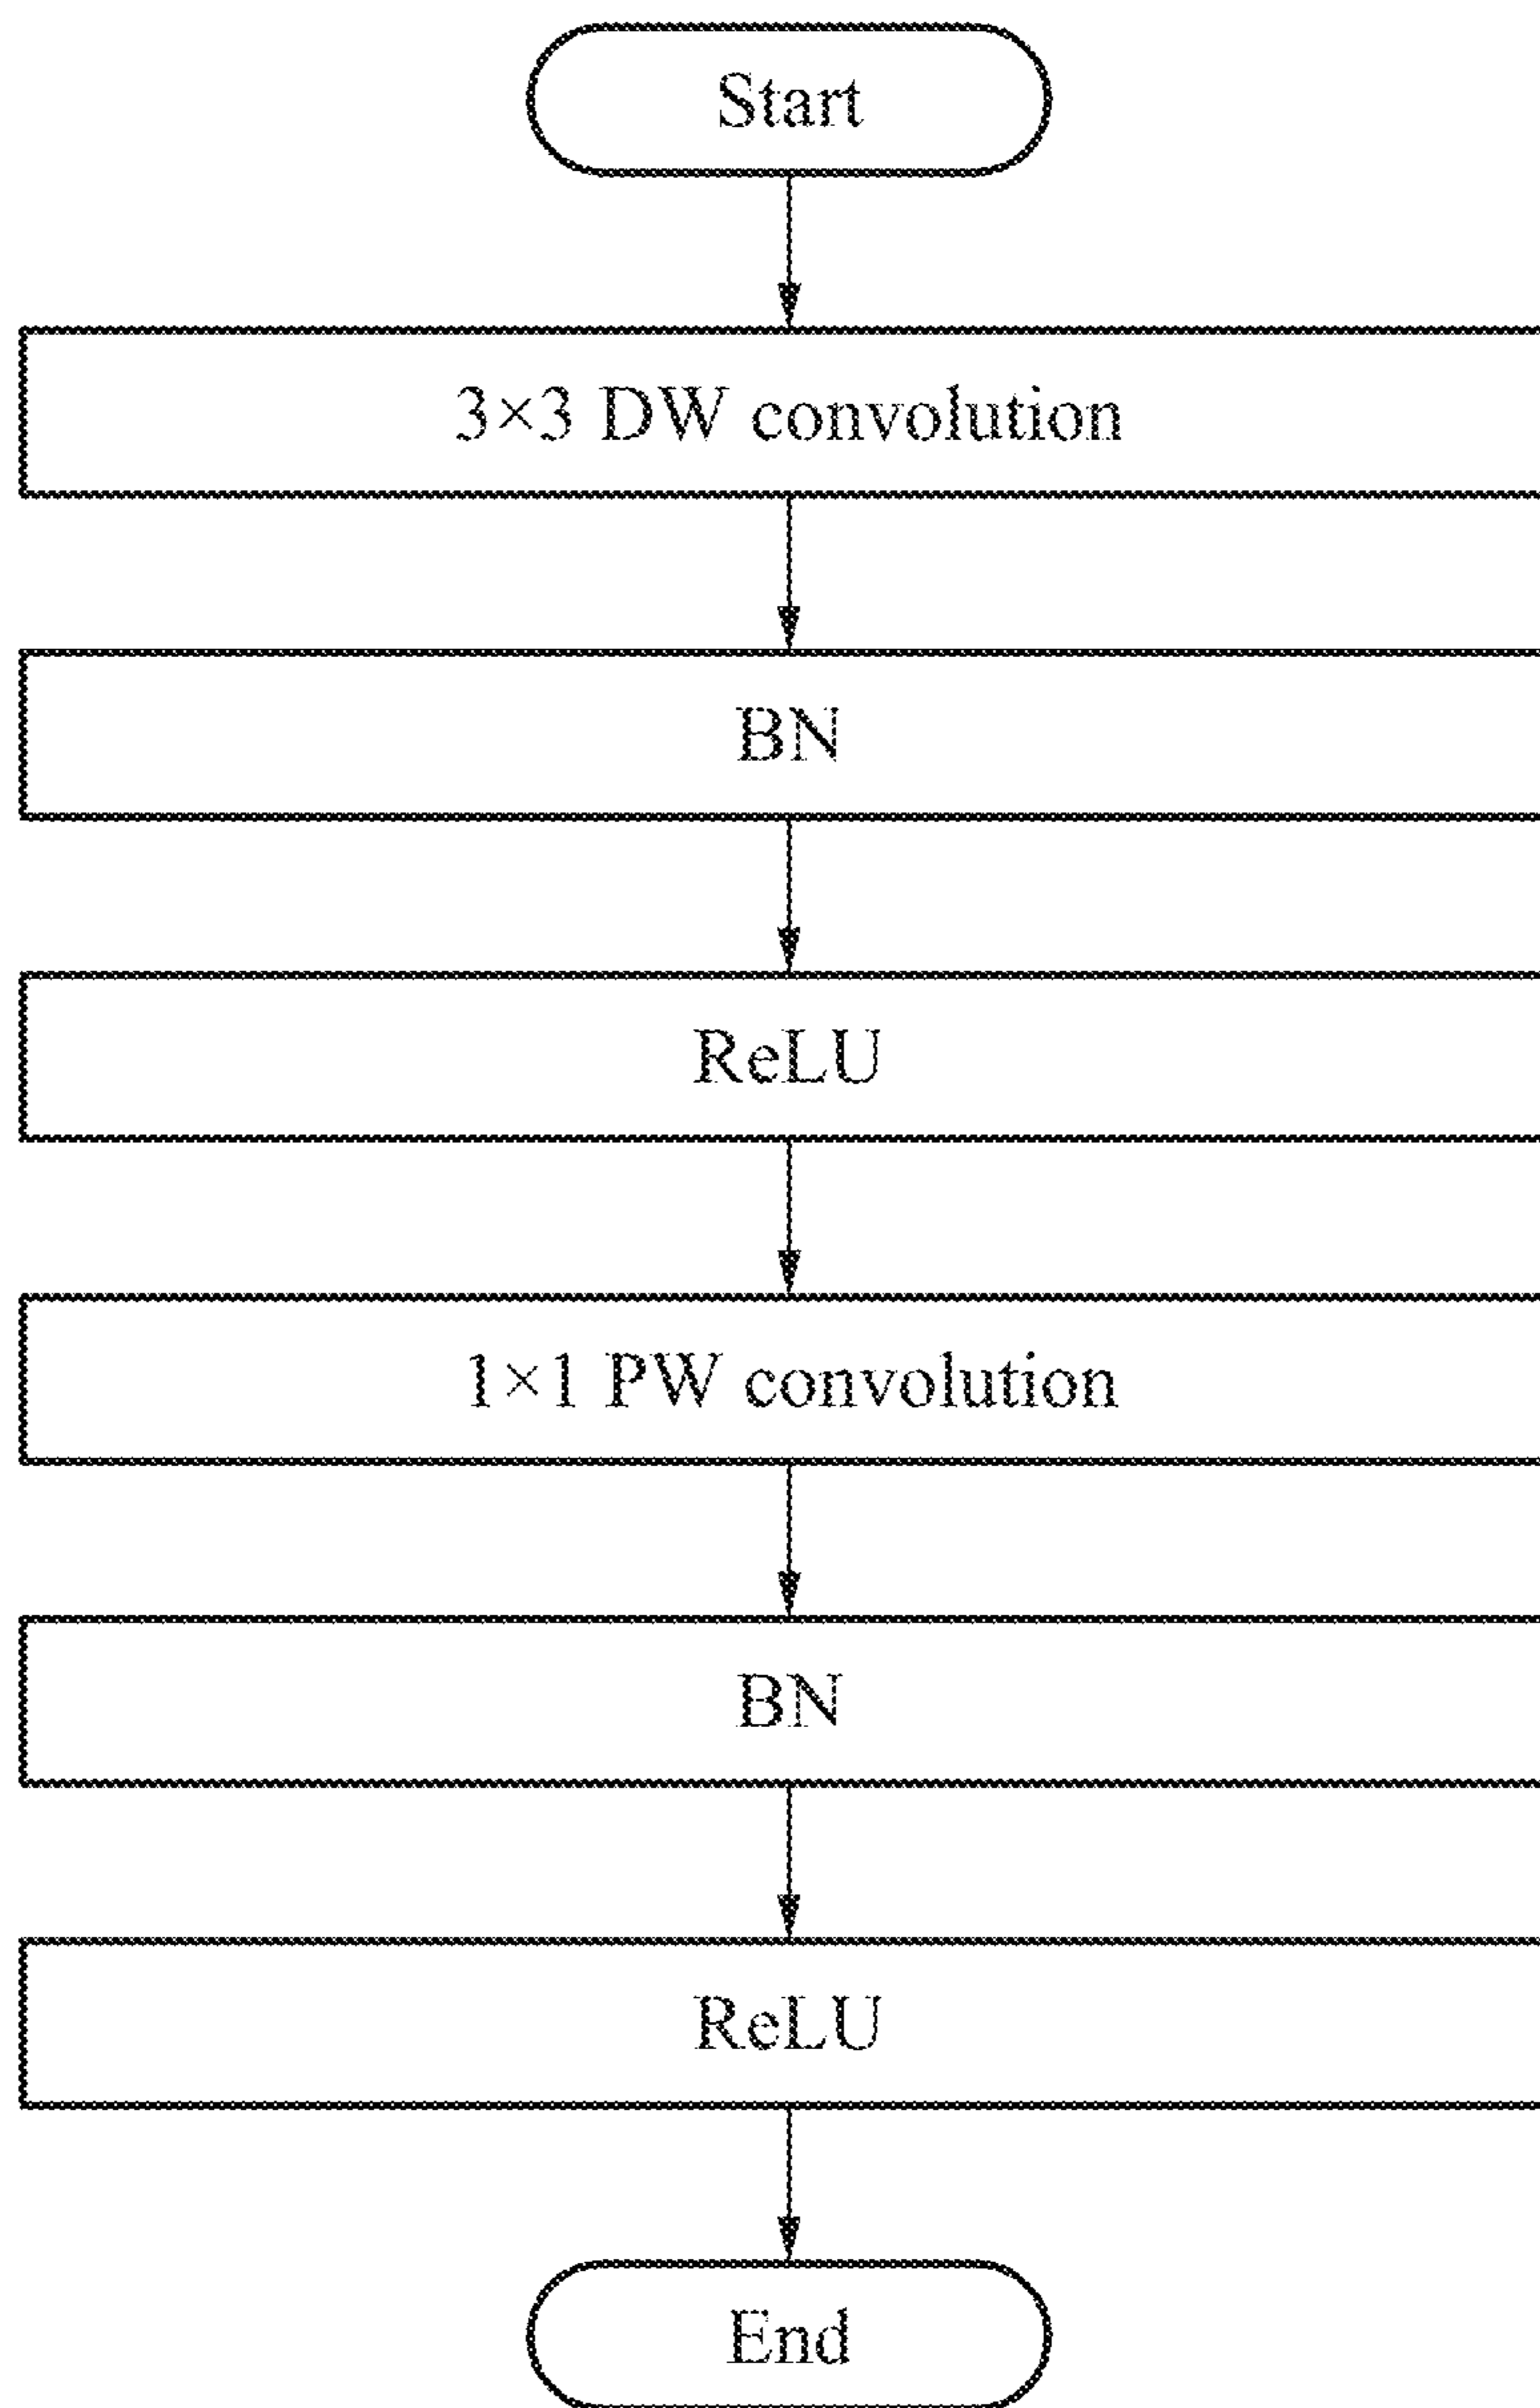 Start
3×3 DW convolution
BN
ReLU
1×1 PW convolution
BN
ReLU
End